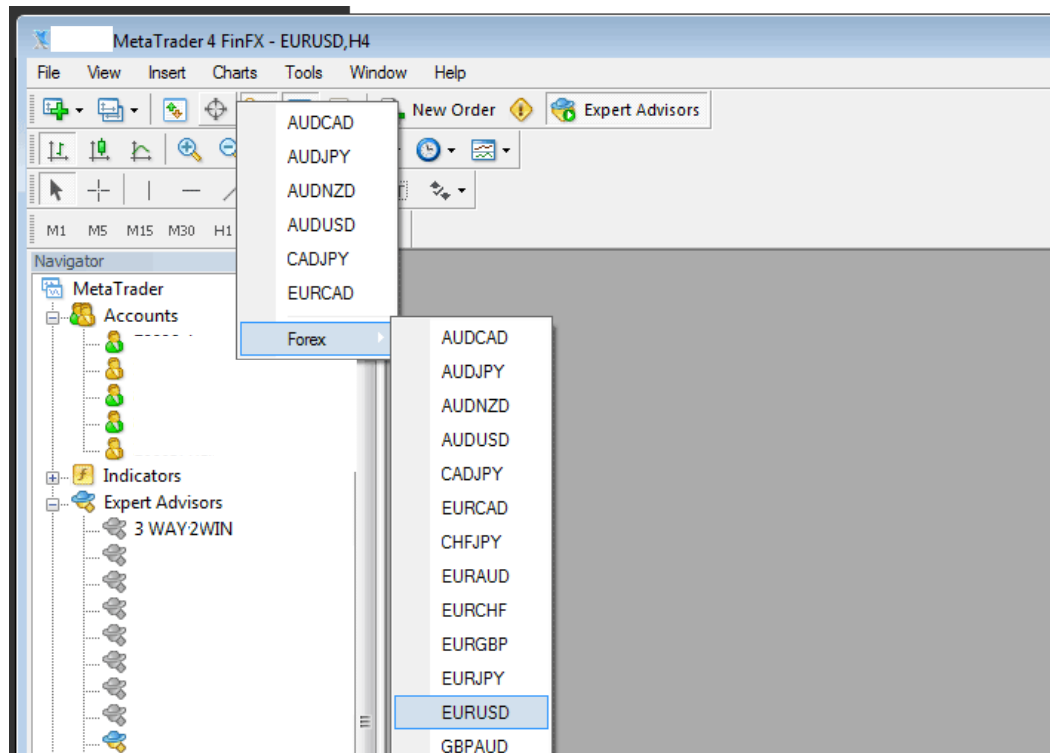 MetaTrader 4 FinFX - EURUSD,H4
File View Insert Charts Tools Window Help
New Order Expert Advisors
M1 M5 M15 M30 H1
Navigator
MetaTrader
Accounts
Indicators
Expert Advisors
3 WAY-2WIN
AUDCAD
AUDJPY
AUDNZD
AUDUSD
CADJPY
EURCAD
Forex
AUDCAD
AUDJPY
AUDNZD
AUDUSD
CADJPY
EURCAD
CHFJPY
EURAUD
EURCHF
EURGBP
EURJPY
EURUSD
GBPAUD